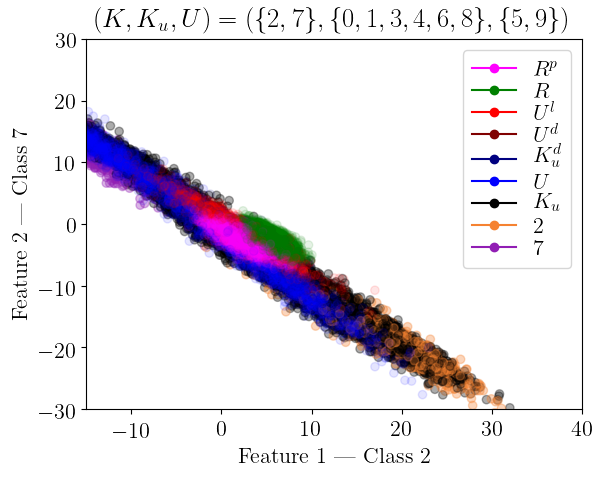 (K, K_u, U) = ({2, 7}, {0, 1, 3, 4, 6, 8}, {5, 9})
30
20
10
0
−10
−20
−30
Feature 2 — Class 7
R^p
R
U^l
U^d
K_u^d
U
K_u
2
7
−10
0
10
20
30
40
Feature 1 — Class 2